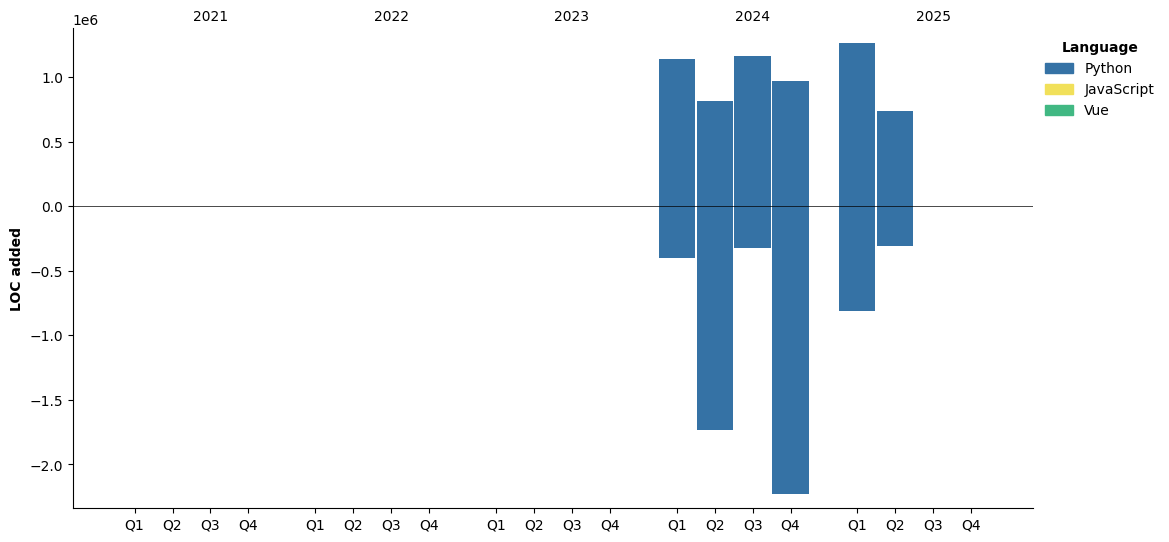 2021 2022 2023 2024 2025
1e6
Language
Python
JavaScript
Vue
1.0
0.5
0.0
−0.5
−1.0
−1.5
−2.0
LOC added
Q1 Q2 Q3 Q4 Q1 Q2 Q3 Q4 Q1 Q2 Q3 Q4 Q1 Q2 Q3 Q4 Q1 Q2 Q3 Q4